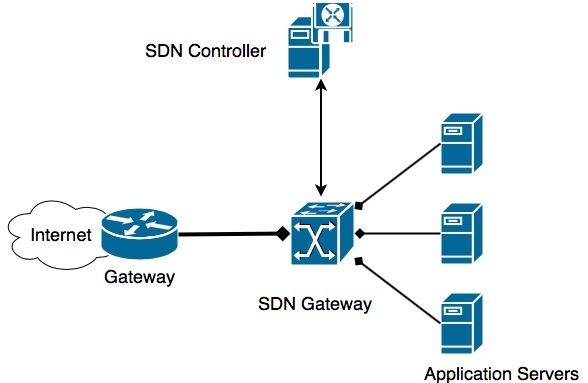 SDN Controller
Internet
Gateway
SDN Gateway
Application Servers